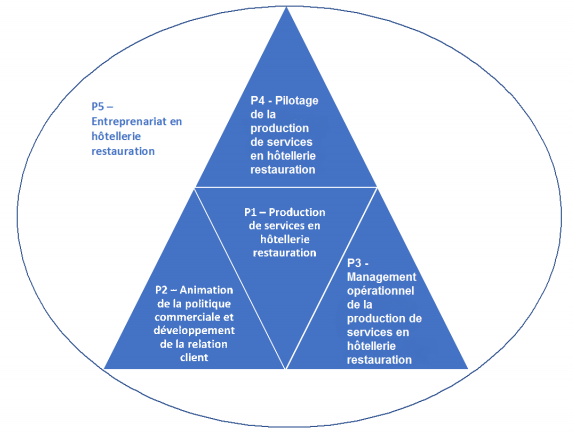 P5 –
Entreprenariat en
hôtellerie
restauration
P4 - Pilotage
de la
production
de services
en hôtellerie
restauration
P1 – Production
de services en
hôtellerie
restauration
P2 – Animation
de la politique
commerciale et
développement
de la relation
client
P3 -
Management
opérationnel
de la
production de
services en
hôtellerie
restauration